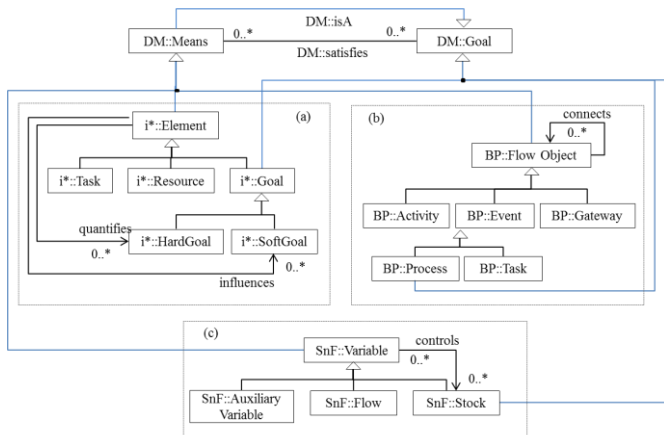 DM::isA
DM::Means
0..*
0..*
DM::Goal
DM::satisfies
(a)
i*::Element
i*::Task
i*::Resource
i*::Goal
quantifies
0..*
i*::HardGoal
i*::SoftGoal
0..*
influences
(b)
connects
0..*
BP::Flow Object
BP::Activity
BP::Event
BP::Gateway
BP::Process
BP::Task
(c)
SnF::Variable
controls
0..*
0..*
SnF::Auxiliary
Variable
SnF::Flow
SnF::Stock